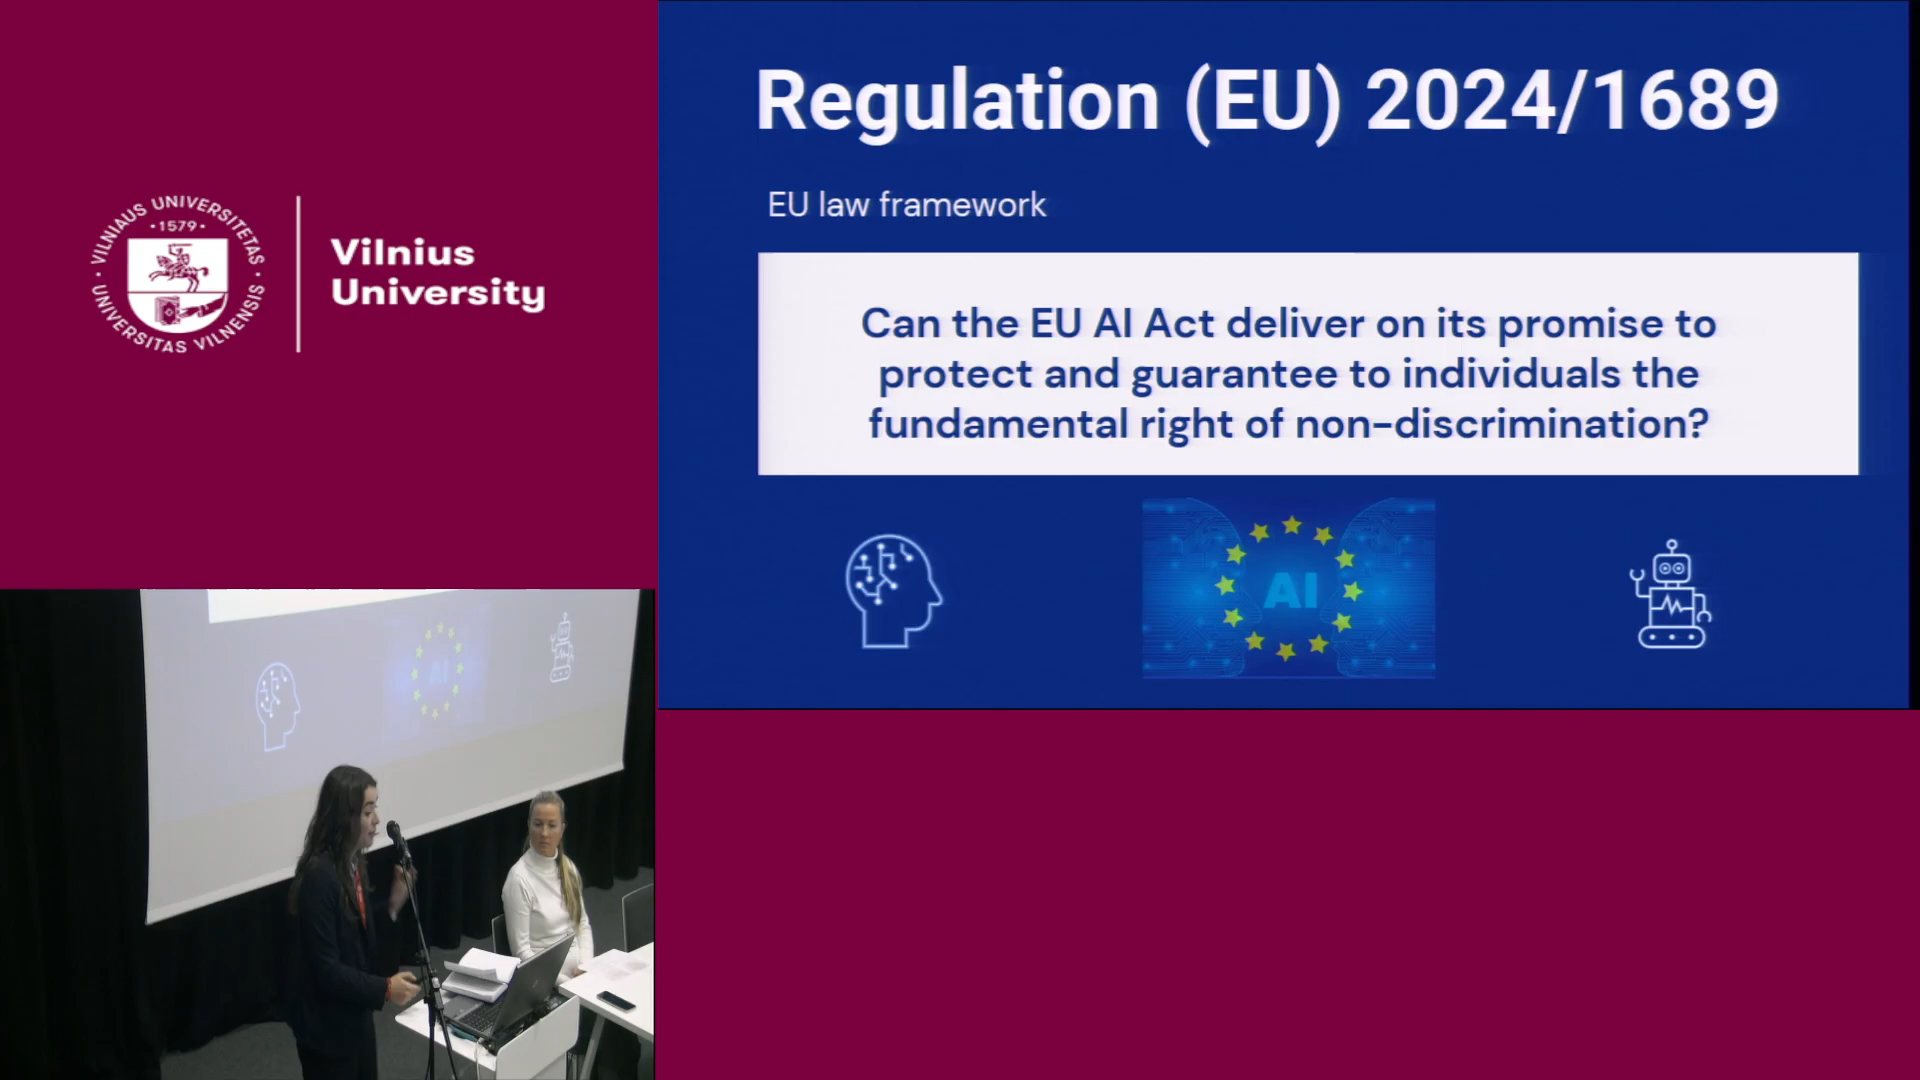 VILNIAUS UNIVERSITETAS
1579
UNIVERSITAS VILNENSIS
Vilnius
University
Regulation (EU) 2024/1689
EU law framework
Can the EU AI Act deliver on its promise to
protect and guarantee to individuals the
fundamental right of non-discrimination?
AI
AI